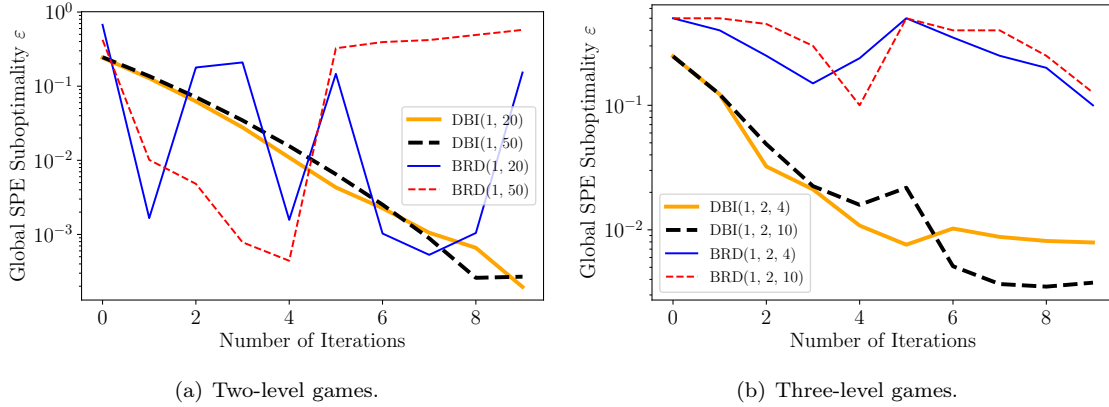 10^0
10^{-1}
10^{-2}
10^{-3}
Global SPE Suboptimality ε
DBI(1, 20)
DBI(1, 50)
BRD(1, 20)
BRD(1, 50)
0 2 4 6 8
Number of Iterations
(a) Two-level games.
10^{-1}
10^{-2}
Global SPE Suboptimality ε
DBI(1, 2, 4)
DBI(1, 2, 10)
BRD(1, 2, 4)
BRD(1, 2, 10)
0 2 4 6 8
Number of Iterations
(b) Three-level games.